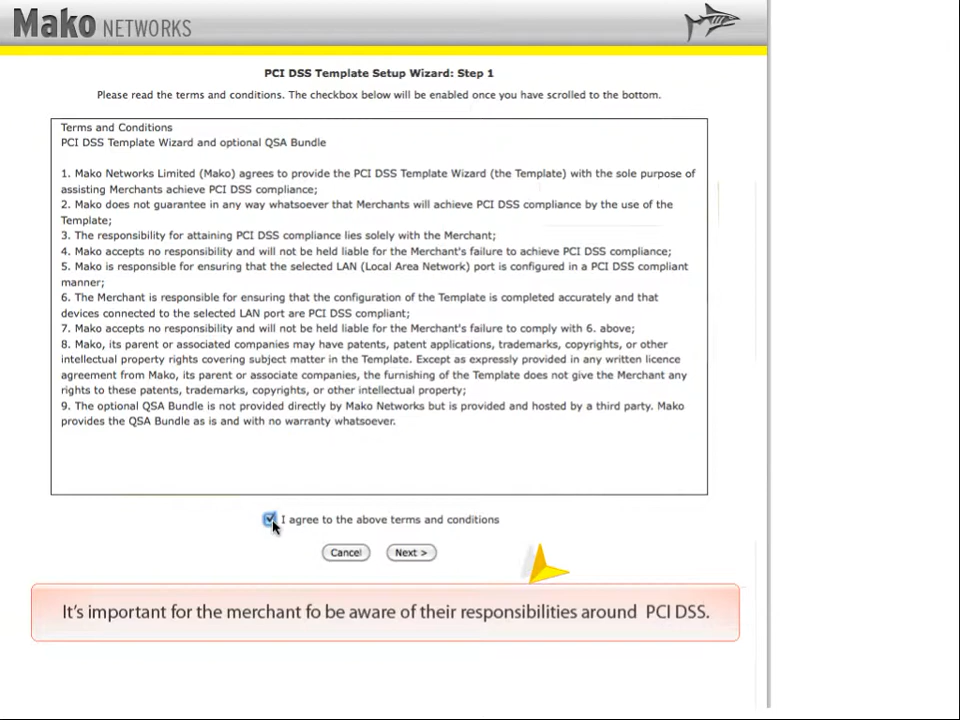 Mako NETWORKS
PCI DSS Template Setup Wizard: Step 1
Please read the terms and conditions. The checkbox below will be enabled once you have scrolled to the bottom.
Terms and Conditions
PCI DSS Template Wizard and optional QSA Bundle
1. Mako Networks Limited (Mako) agrees to provide the PCI DSS Template Wizard (the Template) with the sole purpose of
assisting Merchants achieve PCI DSS compliance;
2. Mako does not guarantee in any way whatsoever that Merchants will achieve PCI DSS compliance by the use of the
Template;
3. The responsibility for attaining PCI DSS compliance lies solely with the Merchant;
4. Mako accepts no responsibility and will not be held liable for the Merchant's failure to achieve PCI DSS compliance;
5. Mako is responsible for ensuring that the selected LAN (Local Area Network) port is configured in a PCI DSS compliant
manner;
6. The Merchant is responsible for ensuring that the configuration of the Template is completed accurately and that
devices connected to the selected LAN port are PCI DSS compliant;
7. Mako accepts no responsibility and will not be held liable for the Merchant's failure to comply with 6. above;
8. Mako, its parent or associated companies may have patents, patent applications, trademarks, copyrights, or other
intellectual property rights covering subject matter in the Template. Except as expressly provided in any written licence
agreement from Mako, its parent or associate companies, the furnishing of the Template does not give the Merchant any
rights to these patents, trademarks, copyrights, or other intellectual property;
9. The optional QSA Bundle is not provided directly by Mako Networks but is provided and hosted by a third party. Mako
provides the QSA Bundle as is and with no warranty whatsoever.
I agree to the above terms and conditions
Cancel Next >
It's important for the merchant fo be aware of their responsibilities around PCI DSS.